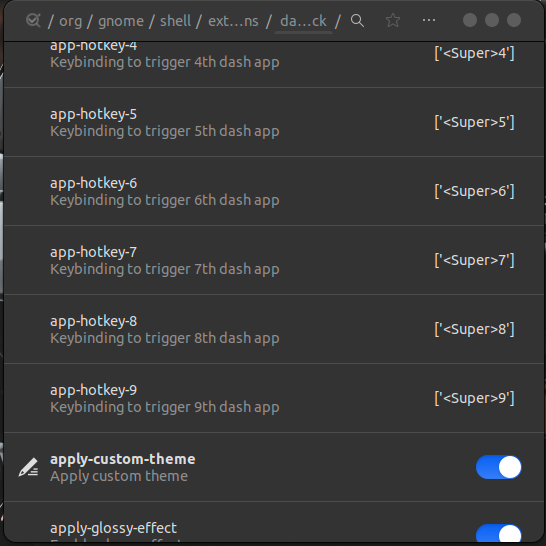 / org / gnome / shell / ext...ns / da...ck /
app-hotkey-4
Keybinding to trigger 4th dash app
['<Super>4']
app-hotkey-5
Keybinding to trigger 5th dash app
['<Super>5']
app-hotkey-6
Keybinding to trigger 6th dash app
['<Super>6']
app-hotkey-7
Keybinding to trigger 7th dash app
['<Super>7']
app-hotkey-8
Keybinding to trigger 8th dash app
['<Super>8']
app-hotkey-9
Keybinding to trigger 9th dash app
['<Super>9']
apply-custom-theme
Apply custom theme
apply-glossy-effect